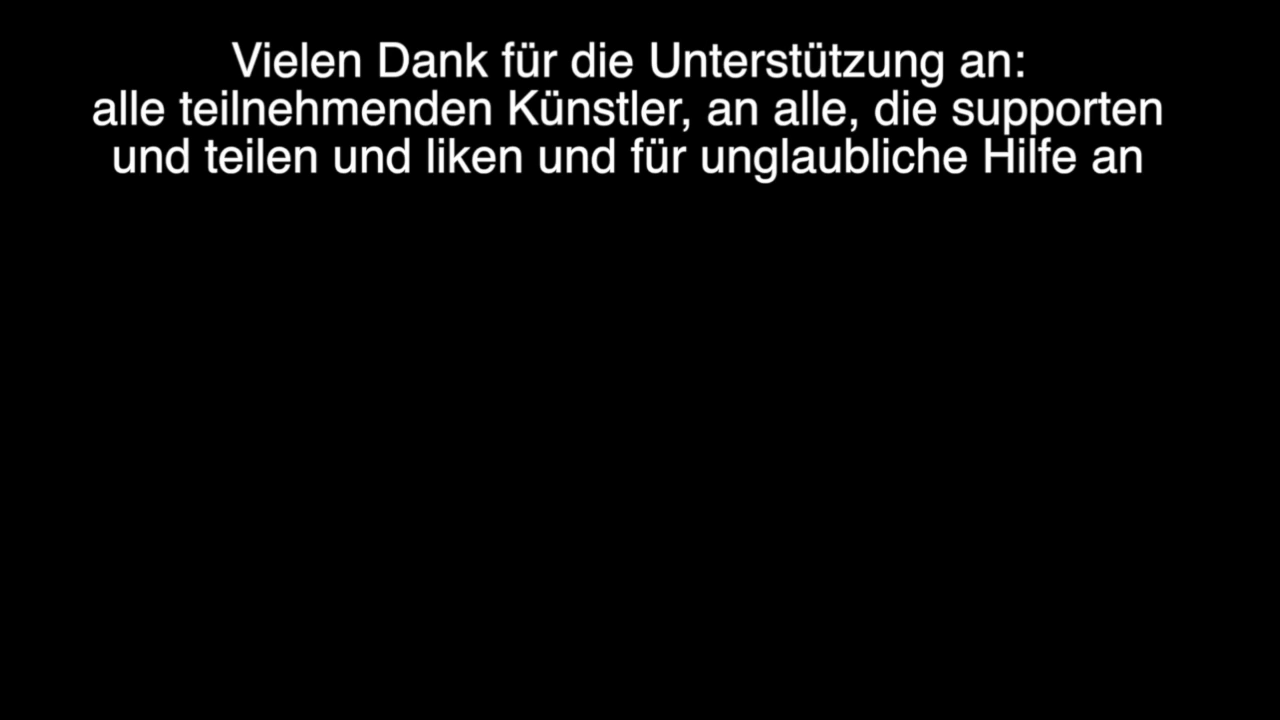 Vielen Dank für die Unterstützung an:
alle teilnehmenden Künstler, an alle, die supporten
und teilen und liken und für unglaubliche Hilfe an